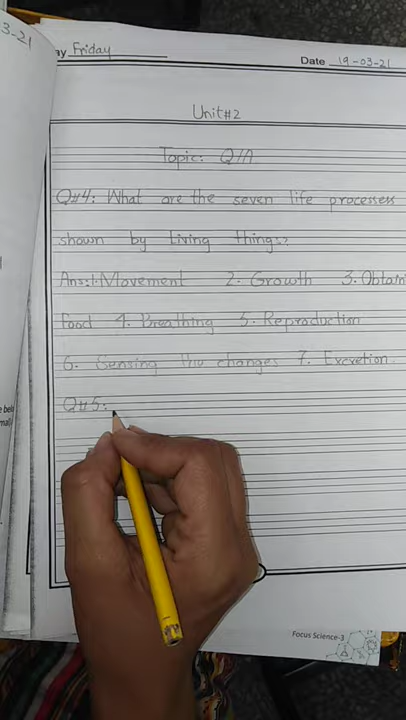 3-21
ay Friday
Date 19-03-21
Unit#2
Topic: Q/A
Q#4: What are the seven life processes
shown by Living things?
Ans:1.Movement 2. Growth 3. Obtain
Food 4. Breathing 5. Reproduction
6. Sensing the changes 7. Excretion.
Q#5:
Focus Science-3